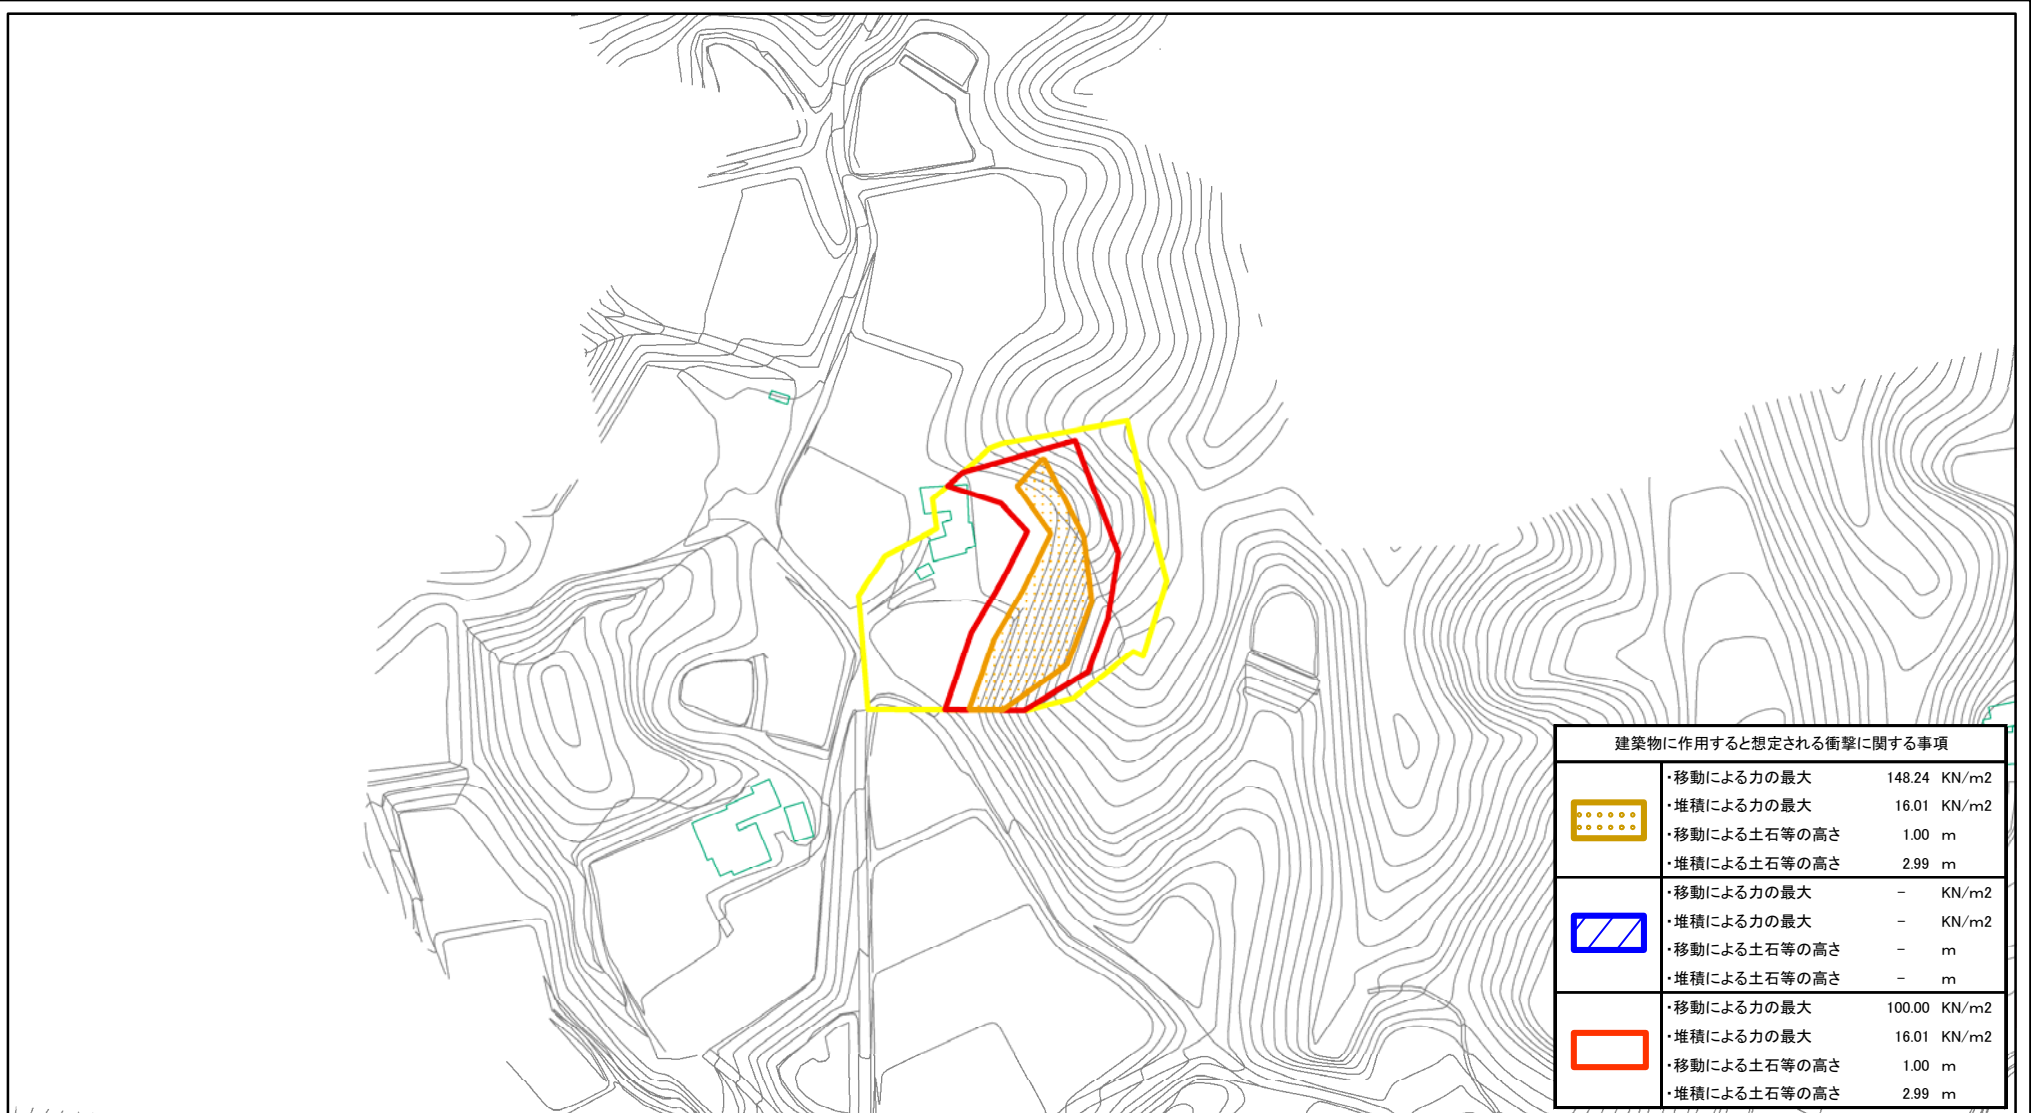 建築物に作用すると想定される衝撃に関する事項
・移動による力の最大 148.24 KN/m2
・堆積による力の最大 16.01 KN/m2
・移動による土石等の高さ 1.00 m
・堆積による土石等の高さ 2.99 m
・移動による力の最大 - KN/m2
・堆積による力の最大 - KN/m2
・移動による土石等の高さ - m
・堆積による土石等の高さ - m
・移動による力の最大 100.00 KN/m2
・堆積による力の最大 16.01 KN/m2
・移動による土石等の高さ 1.00 m
・堆積による土石等の高さ 2.99 m